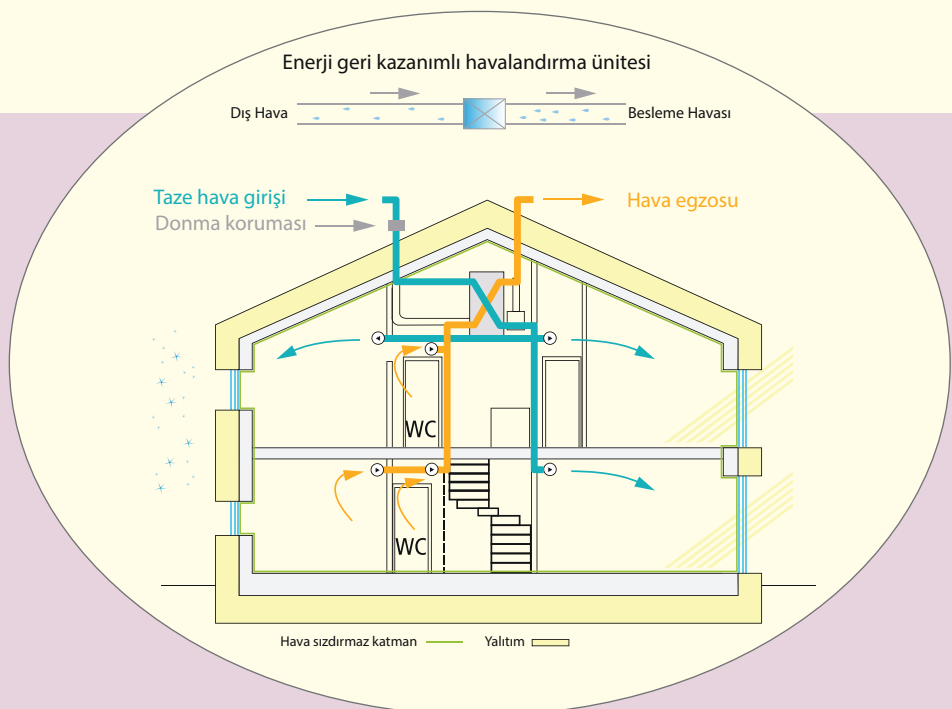 Enerji geri kazanımlı havalandırma ünitesi
Dış Hava
Besleme Havası
Taze hava girişi
Hava egzosu
Donma koruması
WC
WC
Hava sızdırmaz katman
Yalıtım